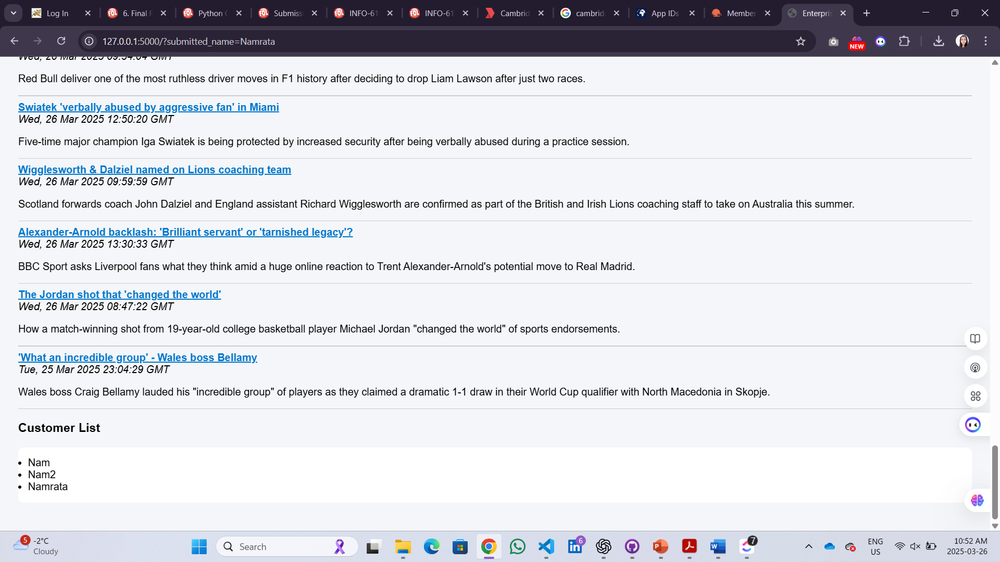 Log In
6. Final R
Python C
Submiss
INFO-61
INFO-61
Cambrid
cambrid
App IDs
Member
Enterpris
127.0.0.1:5000/?submitted_name=Namrata
NEW
Wed, 26 Mar 2025 09:54:04 GMT
Red Bull deliver one of the most ruthless driver moves in F1 history after deciding to drop Liam Lawson after just two races.
Swiatek 'verbally abused by aggressive fan' in Miami
Wed, 26 Mar 2025 12:50:20 GMT
Five-time major champion Iga Swiatek is being protected by increased security after being verbally abused during a practice session.
Wigglesworth & Dalziel named on Lions coaching team
Wed, 26 Mar 2025 09:59:59 GMT
Scotland forwards coach John Dalziel and England assistant Richard Wigglesworth are confirmed as part of the British and Irish Lions coaching staff to take on Australia this summer.
Alexander-Arnold backlash: 'Brilliant servant' or 'tarnished legacy'?
Wed, 26 Mar 2025 13:30:33 GMT
BBC Sport asks Liverpool fans what they think amid a huge online reaction to Trent Alexander-Arnold's potential move to Real Madrid.
The Jordan shot that 'changed the world'
Wed, 26 Mar 2025 08:47:22 GMT
How a match-winning shot from 19-year-old college basketball player Michael Jordan "changed the world" of sports endorsements.
'What an incredible group' - Wales boss Bellamy
Tue, 25 Mar 2025 23:04:29 GMT
Wales boss Craig Bellamy lauded his "incredible group" of players as they claimed a dramatic 1-1 draw in their World Cup qualifier with North Macedonia in Skopje.
Customer List
• Nam
• Nam2
• Namrata
5
-2°C
Cloudy
Search
6
7
ENG
US
10:52 AM
2025-03-26